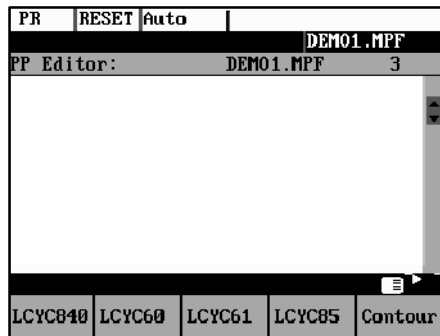 PR RESET Auto
DEMO1.MPF
PP Editor: DEMO1.MPF 3
LCYC840 LCYC60 LCYC61 LCYC85 Contour